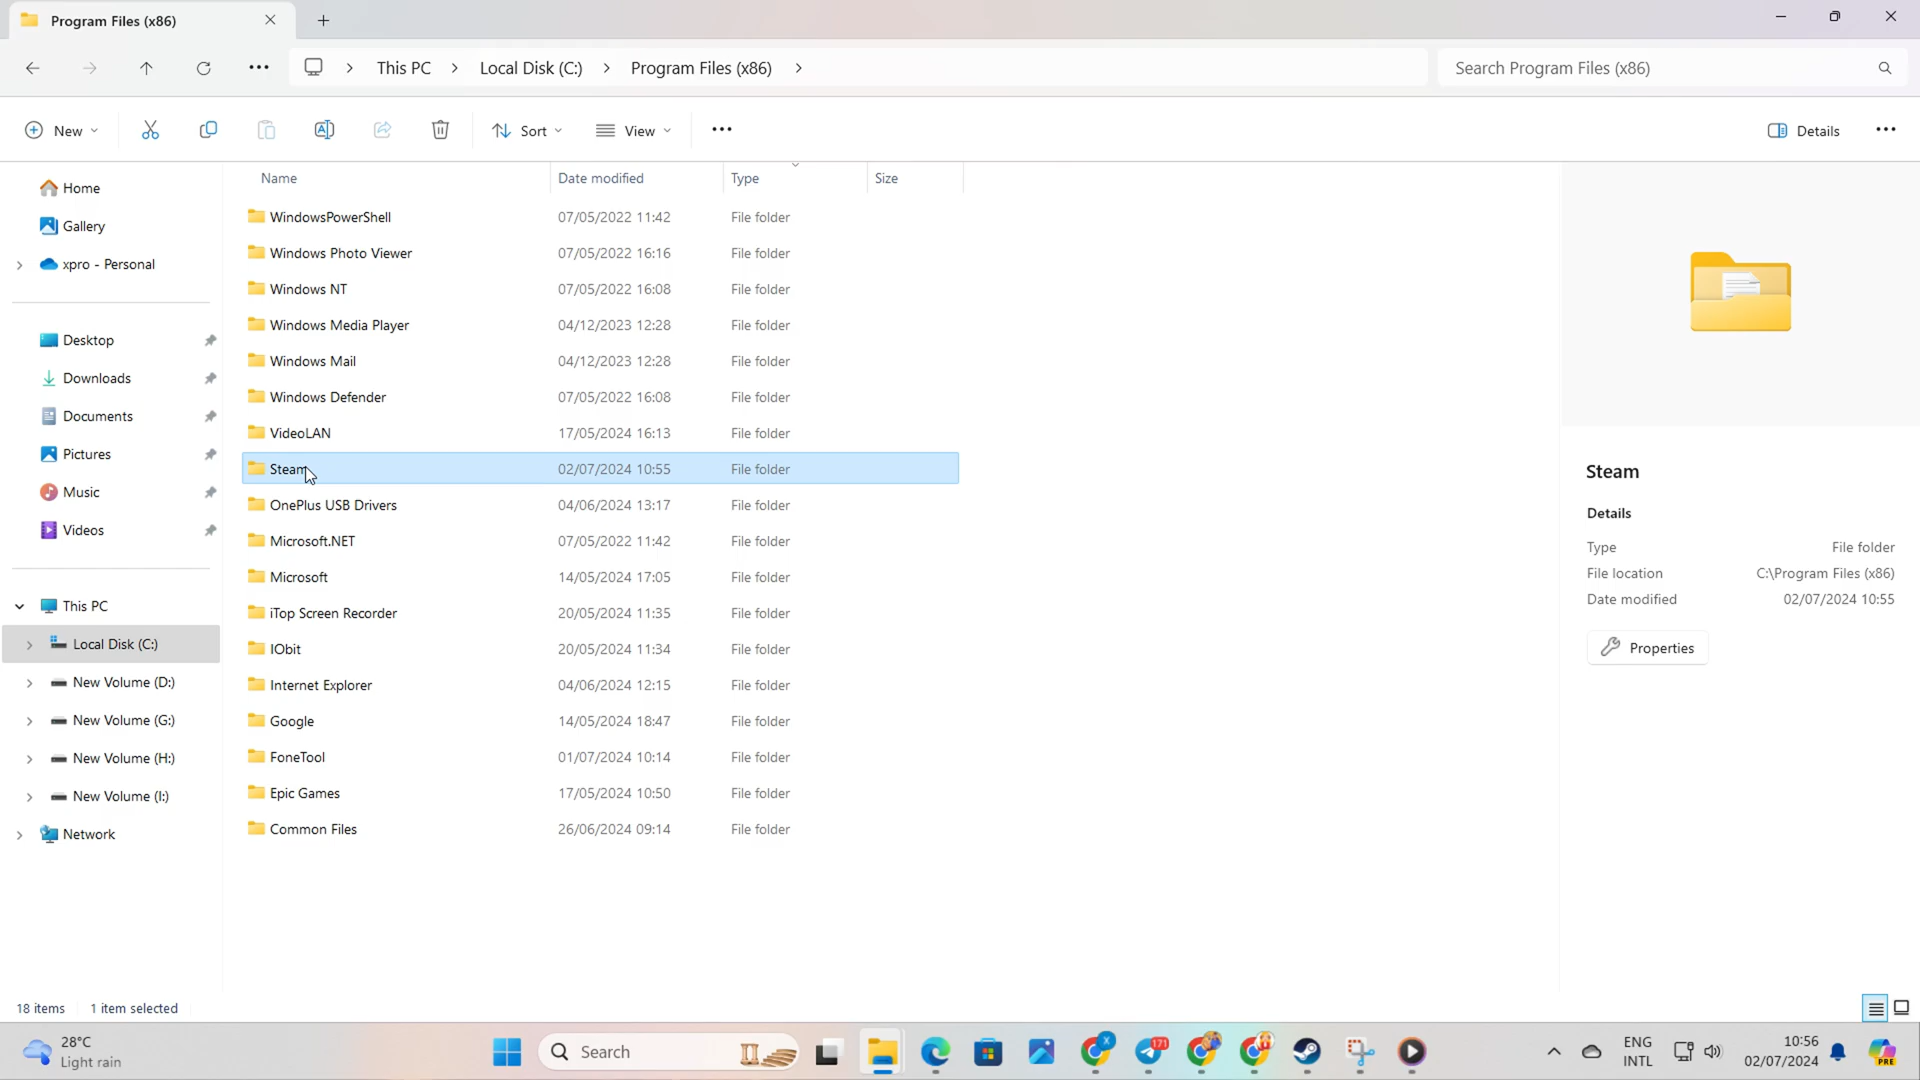 Program Files (x86)
This PC > Local Disk (C:) > Program Files (x86) >
Search Program Files (x86)
New
Sort
View
Details
Home
Gallery
xpro - Personal
Desktop
Downloads
Documents
Pictures
Music
Videos
This PC
Local Disk (C:)
New Volume (D:)
New Volume (G:)
New Volume (H:)
New Volume (I:)
Network
Name Date modified Type Size
WindowsPowerShell 07/05/2022 11:42 File folder
Windows Photo Viewer 07/05/2022 16:16 File folder
Windows NT 07/05/2022 16:08 File folder
Windows Media Player 04/12/2023 12:28 File folder
Windows Mail 04/12/2023 12:28 File folder
Windows Defender 07/05/2022 16:08 File folder
VideoLAN 17/05/2024 16:13 File folder
Steam 02/07/2024 10:55 File folder
OnePlus USB Drivers 04/06/2024 13:17 File folder
Microsoft.NET 07/05/2022 11:42 File folder
Microsoft 14/05/2024 17:05 File folder
iTop Screen Recorder 20/05/2024 11:35 File folder
IObit 20/05/2024 11:34 File folder
Internet Explorer 04/06/2024 12:15 File folder
Google 14/05/2024 18:47 File folder
FoneTool 01/07/2024 10:14 File folder
Epic Games 17/05/2024 10:50 File folder
Common Files 26/06/2024 09:14 File folder
Steam
Details
Type File folder
File location C:\Program Files (x86)
Date modified 02/07/2024 10:55
Properties
18 items 1 item selected
28°C
Light rain
Search
X
171
ENG
INTL
10:56
02/07/2024
PRE